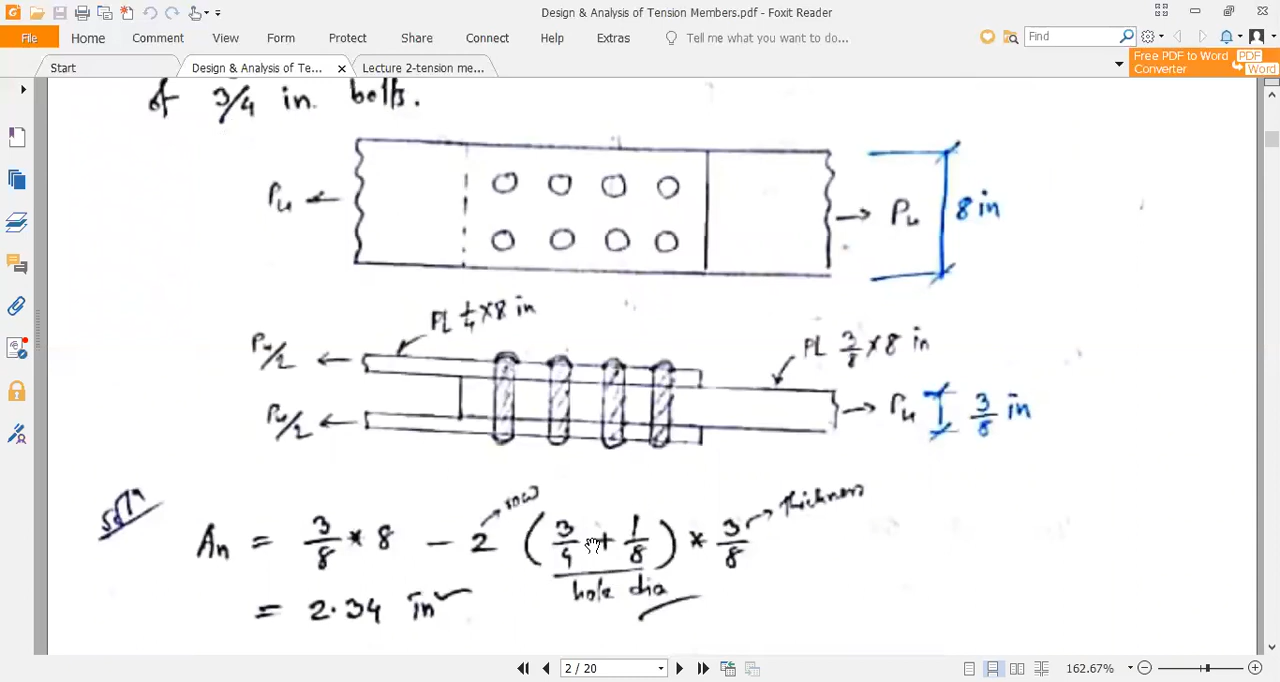 Design & Analysis of Tension Members.pdf - Foxit Reader
File Home Comment View Form Protect Share Connect Help Extras Tell me what you want to do... Find
Start Design & Analysis of Te... Lecture 2-tension me... Free PDF to Word Converter PDF Word
of 3/4 in. bolts.
Pu Pu 8 in
PL 1/4 × 8 in
Pu/2 PL 3/8 × 8 in
Pu/2 Pu 3/8 in
Solⁿ row thickness
An = 3/8 * 8 - 2 (3/4 + 1/8) * 3/8
hole dia
= 2.34 in
2 / 20 162.67%